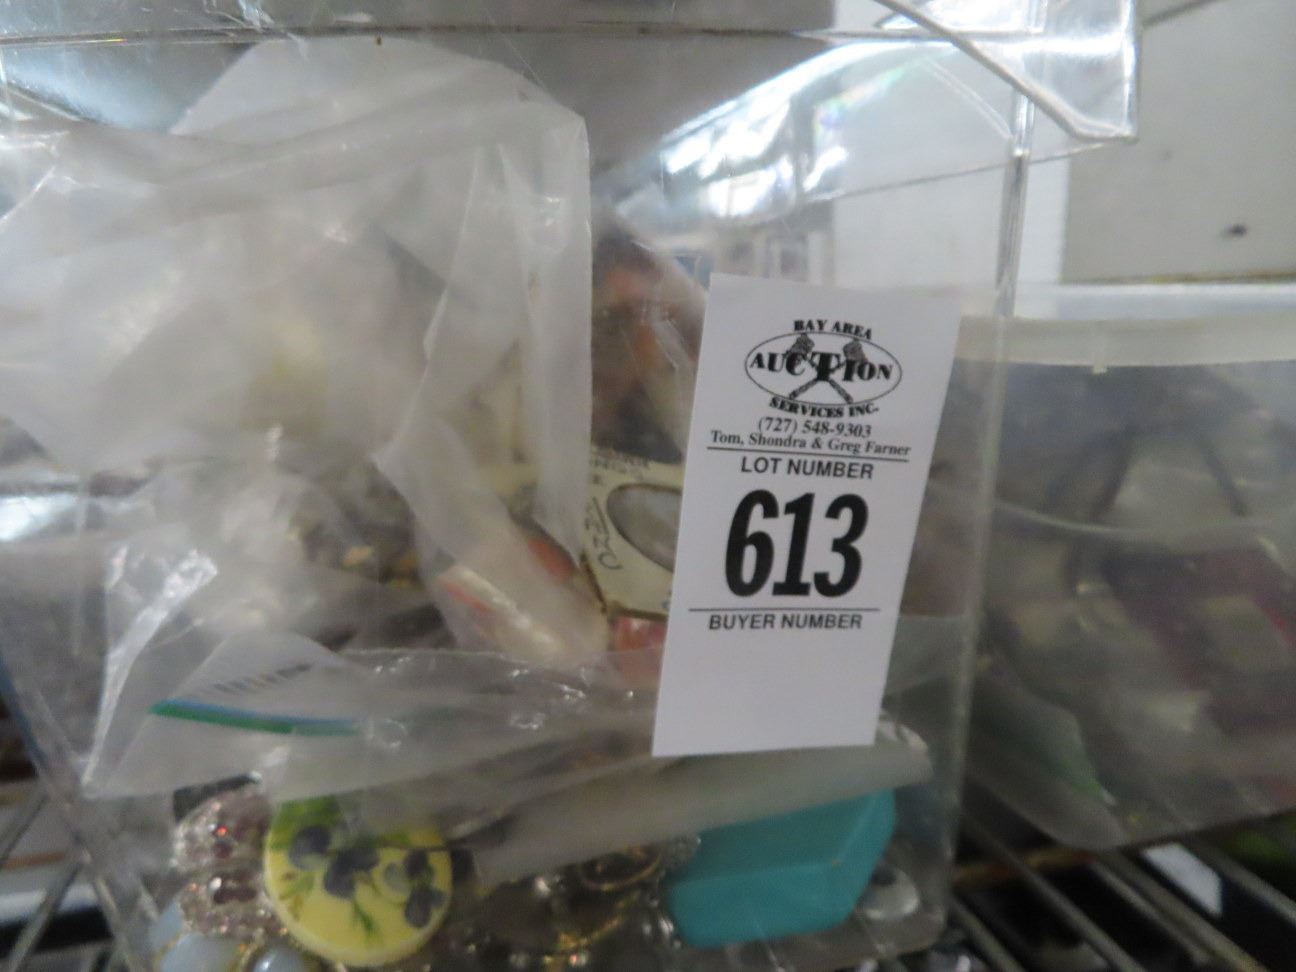 BAY AREA
AUCTION
SERVICES INC.
(727) 548-9303
Tom, Shondra & Greg Farner
LOT NUMBER
613
BUYER NUMBER